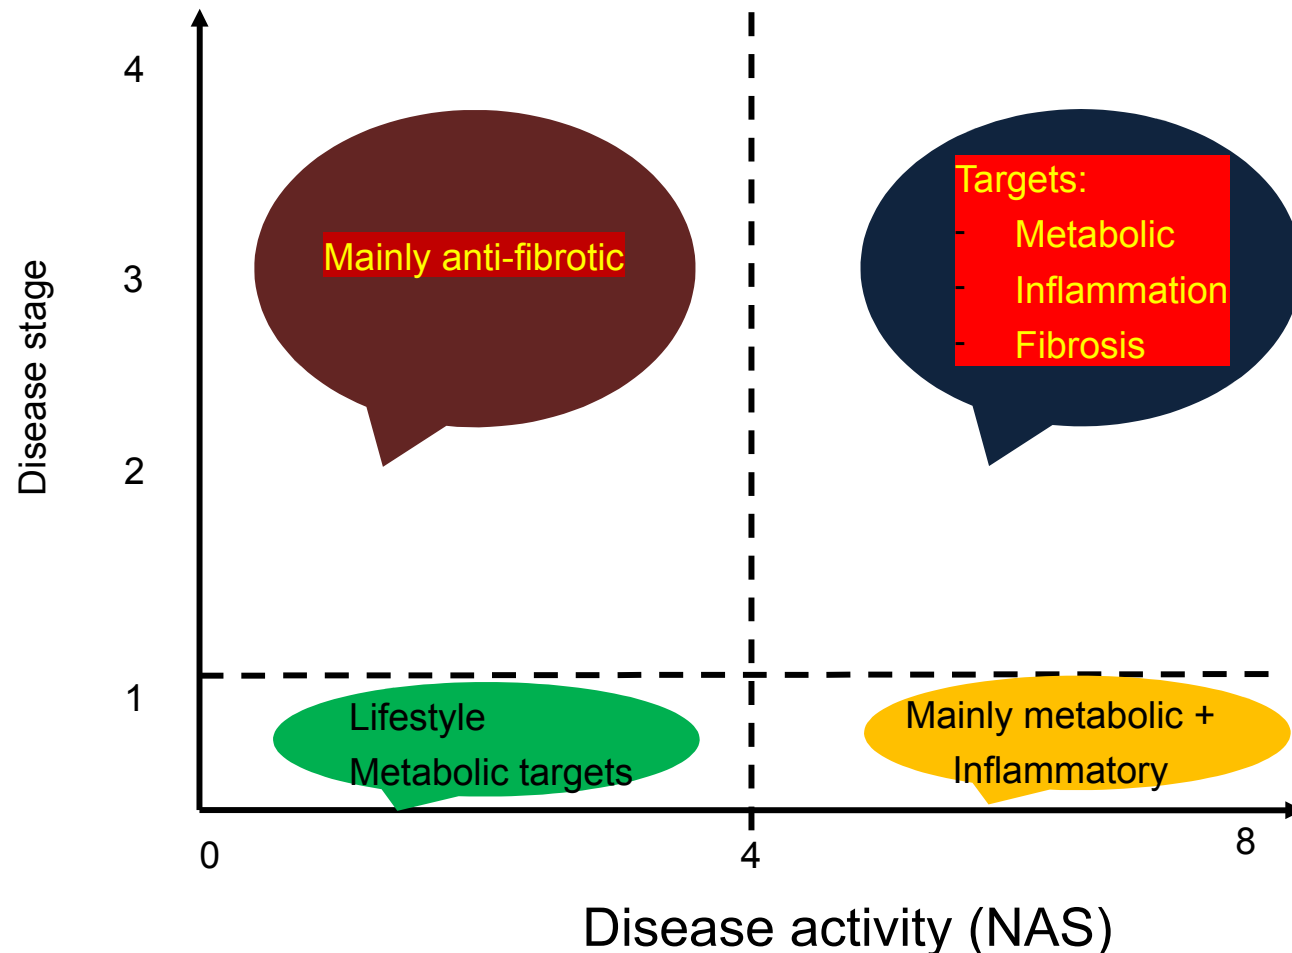 4
Mainly anti-fibrotic
Targets:
- Metabolic
- Inflammation
- Fibrosis
3
Disease stage
2
1
Lifestyle
Metabolic targets
Mainly metabolic +
Inflammatory
0
4
8
Disease activity (NAS)